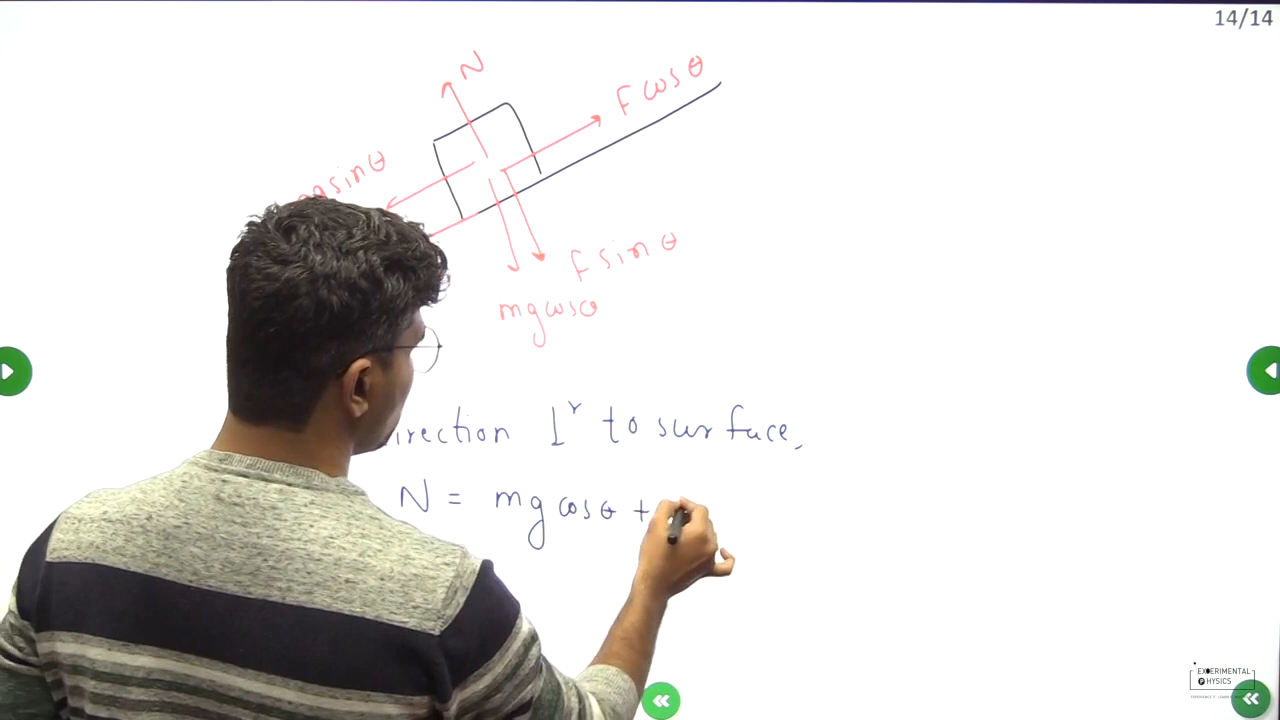 14/14
N
F cos θ
sin θ
F sin θ
mg cos θ
irection ⊥ʳ to surface,
N = mg cos θ +
EXPERIMENTAL
PHYSICS